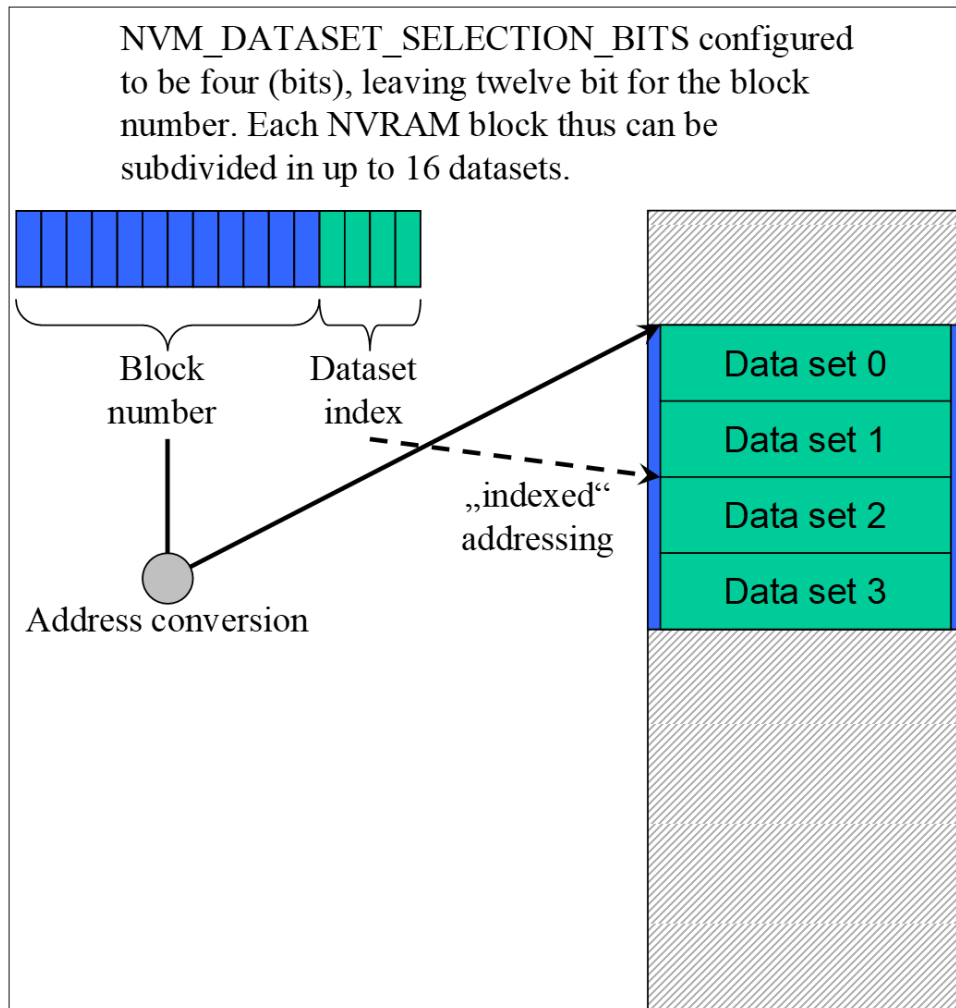 NVM_DATASET_SELECTION_BITS configured
to be four (bits), leaving twelve bit for the block
number. Each NVRAM block thus can be
subdivided in up to 16 datasets.
Block
number
Dataset
index
Data set 0
Data set 1
„indexed“
addressing
Data set 2
Data set 3
Address conversion